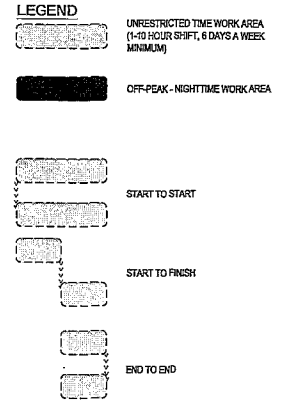 LEGEND
UNRESTRICTED TIME WORK AREA
(1-10 HOUR SHIFT, 6 DAYS A WEEK
MINIMUM)
OFF-PEAK - NIGHTTIME WORK AREA
START TO START
START TO FINISH
END TO END